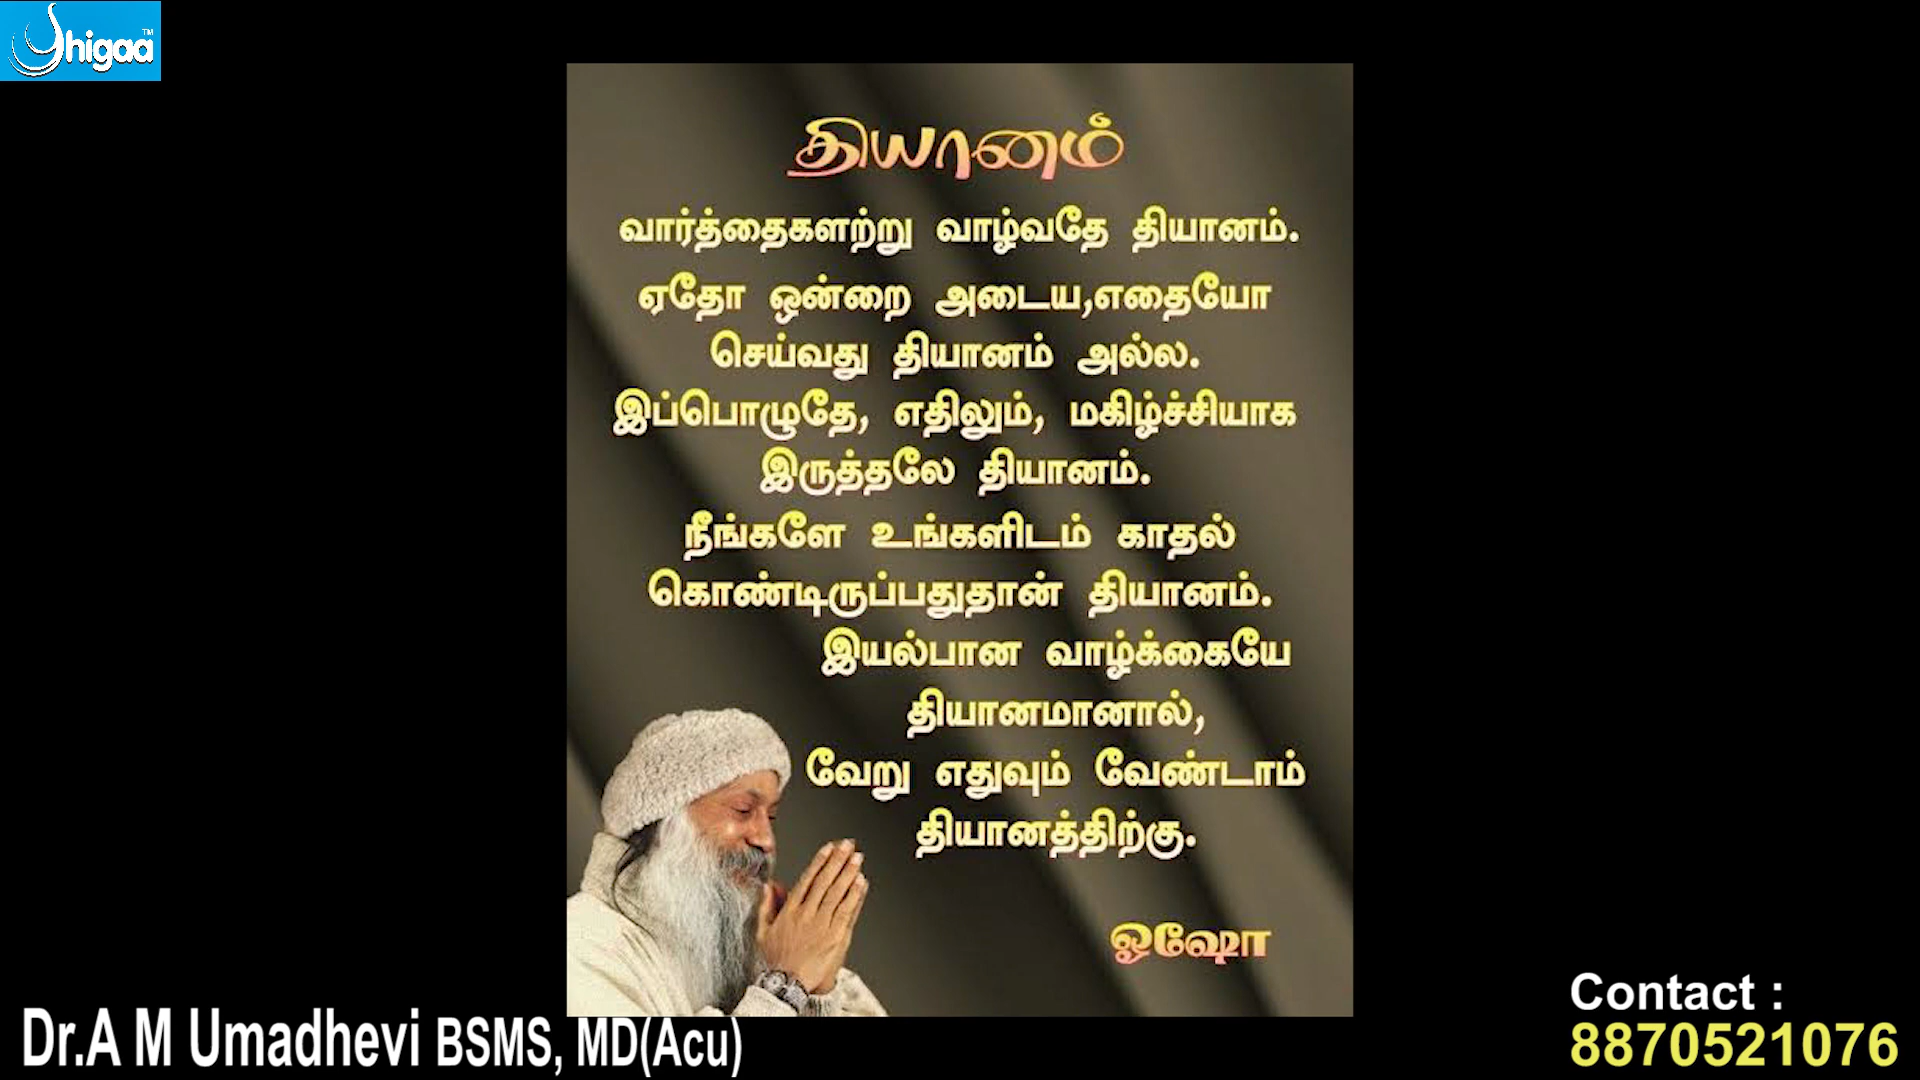 Yhigaa™
தியானம்
வார்த்தைகளற்று வாழ்வதே தியானம்.
ஏதோ ஒன்றை அடைய,எதையோ
செய்வது தியானம் அல்ல.
இப்பொழுதே, எதிலும், மகிழ்ச்சியாக
இருத்தலே தியானம்.
நீங்களே உங்களிடம் காதல்
கொண்டிருப்பதுதான் தியானம்.
இயல்பான வாழ்க்கையே
தியானமானால்,
வேறு எதுவும் வேண்டாம்
தியானத்திற்கு.
ஓஷோ
Dr.A M Umadhevi BSMS, MD(Acu)
Contact :
8870521076